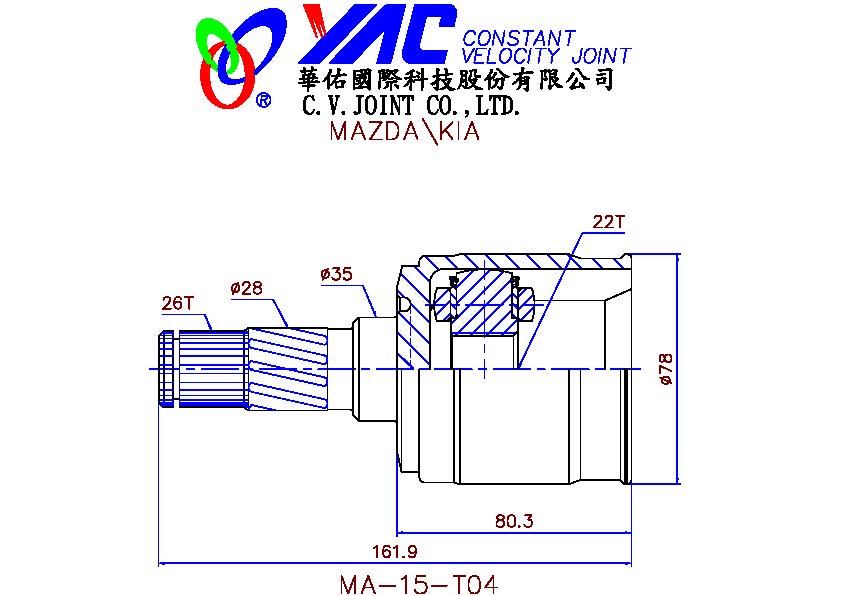 YAC CONSTANT
VELOCITY JOINT
華佑國際科技股份有限公司
®
C.V.JOINT CO.,LTD.
MAZDA\KIA
22T
ø35
ø28
26T
ø78
80.3
161.9
MA-15-T04